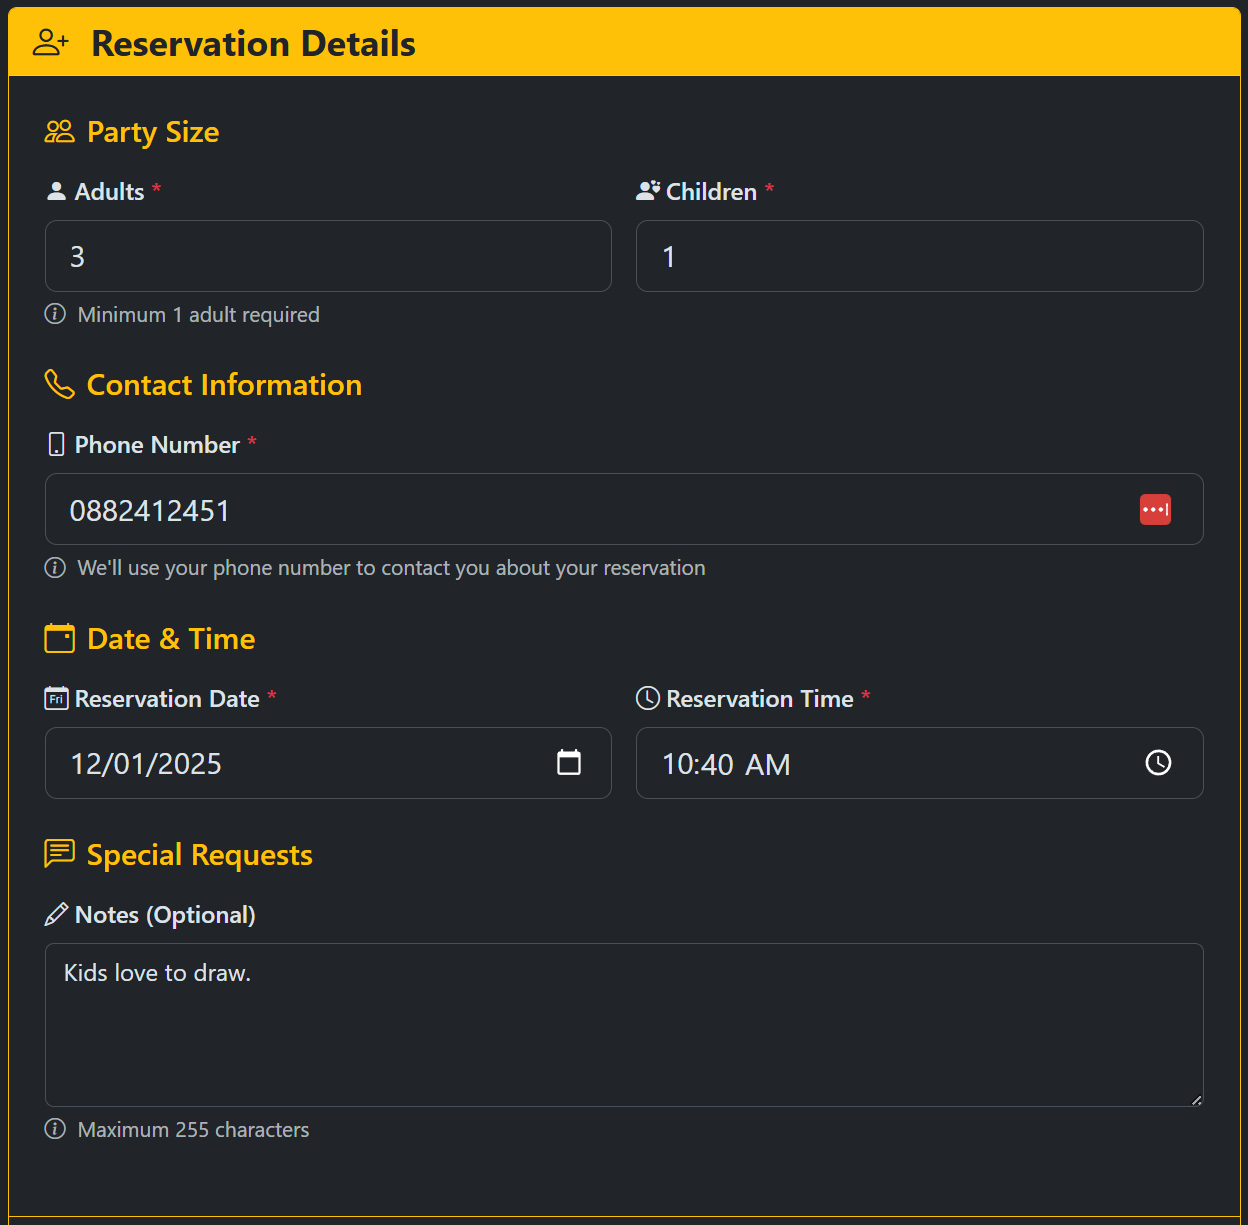 Reservation Details
Party Size
Adults *
Children *
3
1
Minimum 1 adult required
Contact Information
Phone Number *
0882412451
We'll use your phone number to contact you about your reservation
Date & Time
Fri Reservation Date *
Reservation Time *
12/01/2025
10:40 AM
Special Requests
Notes (Optional)
Kids love to draw.
Maximum 255 characters